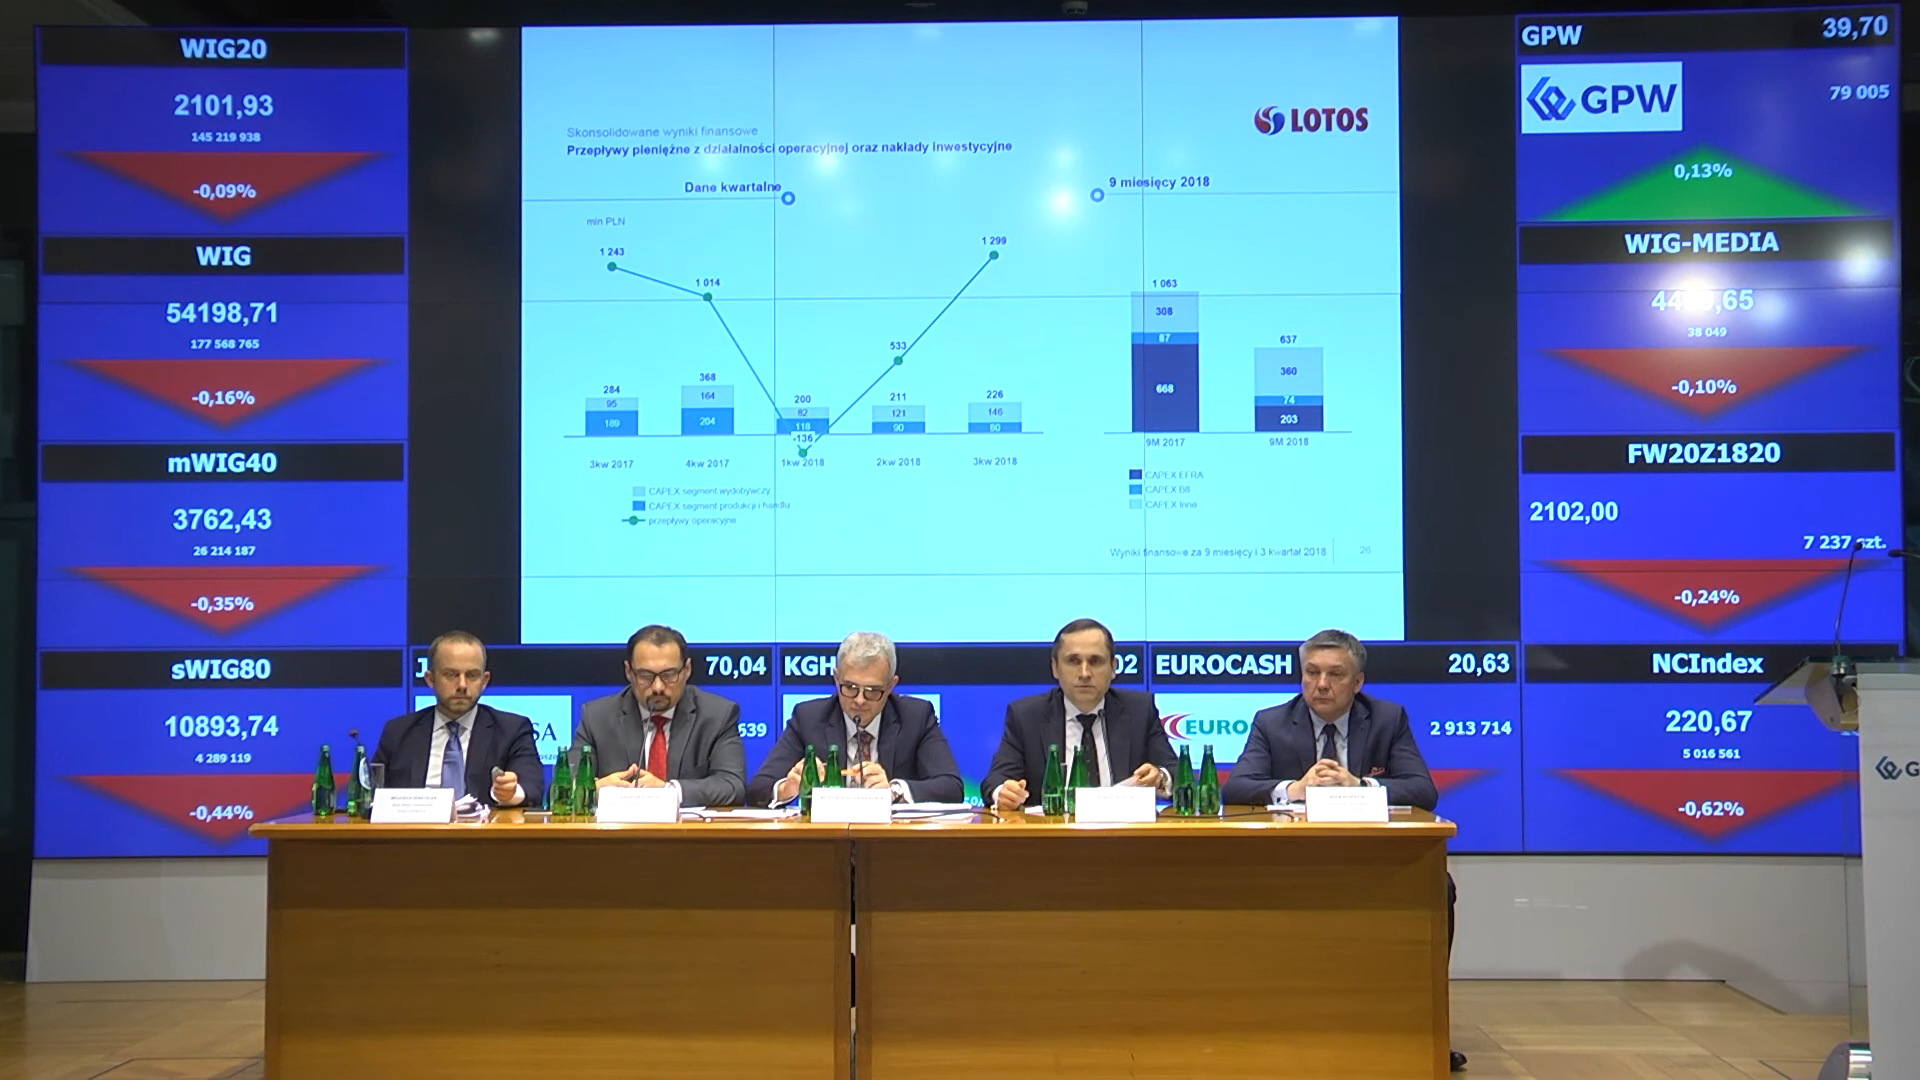 WIG20
2101,93
145 219 938
-0,09%
WIG
54198,71
177 568 765
-0,16%
mWIG40
3762,43
26 214 187
-0,35%
sWIG80
10893,74
4 289 119
-0,44%
LOTOS
Skonsolidowane wyniki finansowe
Przepływy pieniężne z działalności operacyjnej oraz nakłady inwestycyjne
Dane kwartalne
mln PLN
1 243
1 014
-136
533
1 299
284
95
189
368
164
204
200
82
118
211
121
90
226
146
80
3kw 2017
4kw 2017
1kw 2018
2kw 2018
3kw 2018
CAPEX segment wydobywczy
CAPEX segment produkcji i handlu
przepływy operacyjne
9 miesięcy 2018
1 063
308
87
668
637
360
74
203
9M 2017
9M 2018
CAPEX EFRA
CAPEX B8
CAPEX Inne
Wyniki finansowe za 9 miesięcy i 3 kwartał 2018
26
J
70,04
SA
639
KGH
02
EUROCASH
20,63
EURO
2 913 714
GPW
39,70
GPW
79 005
0,13%
WIG-MEDIA
38 049
-0,10%
FW20Z1820
2102,00
7 237 szt.
-0,24%
NCIndex
220,67
5 016 561
-0,62%
G